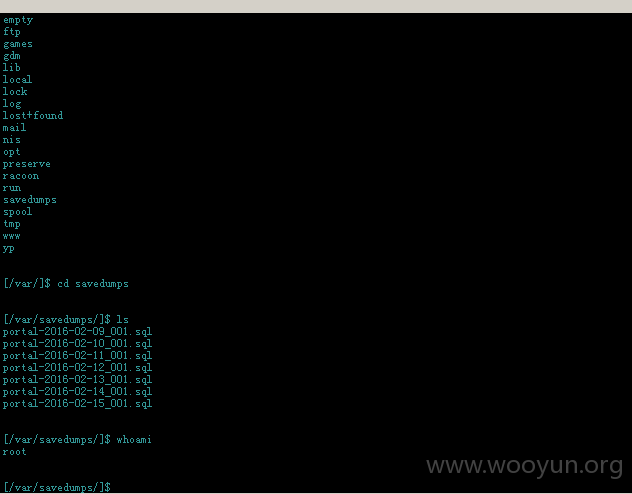 empty
ftp
games
gdm
lib
local
lock
log
lost+found
mail
nis
opt
preserve
racoon
run
savedumps
spool
tmp
www
yp
[/var/]$ cd savedumps
[/var/savedumps/]$ ls
portal-2016-02-09_001.sql
portal-2016-02-10_001.sql
portal-2016-02-11_001.sql
portal-2016-02-12_001.sql
portal-2016-02-13_001.sql
portal-2016-02-14_001.sql
portal-2016-02-15_001.sql
[/var/savedumps/]$ whoami
root
www.wooyun.org
[/var/savedumps/]$